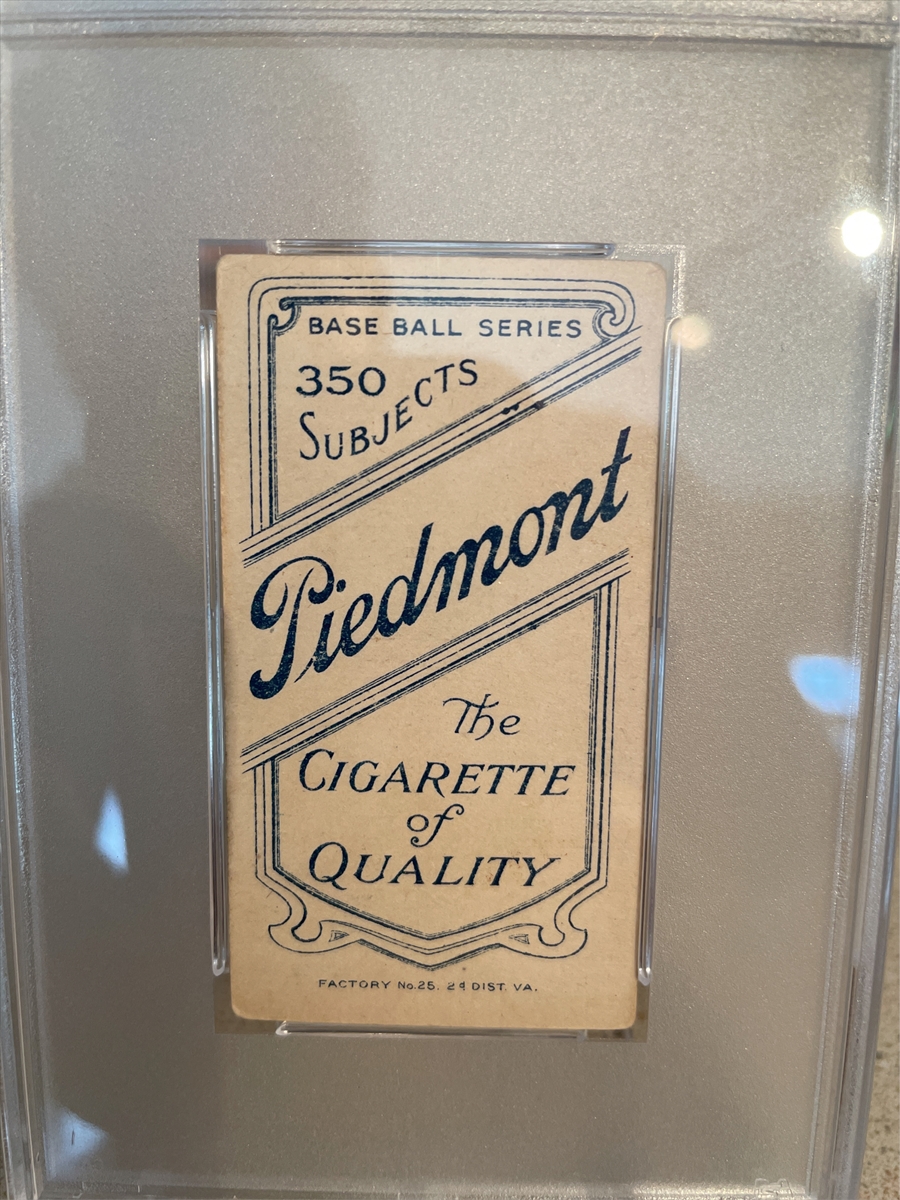 BASE BALL SERIES
350
SUBJECTS
Piedmont
The
CIGARETTE
of
QUALITY
FACTORY No. 25. 2d DIST. VA.